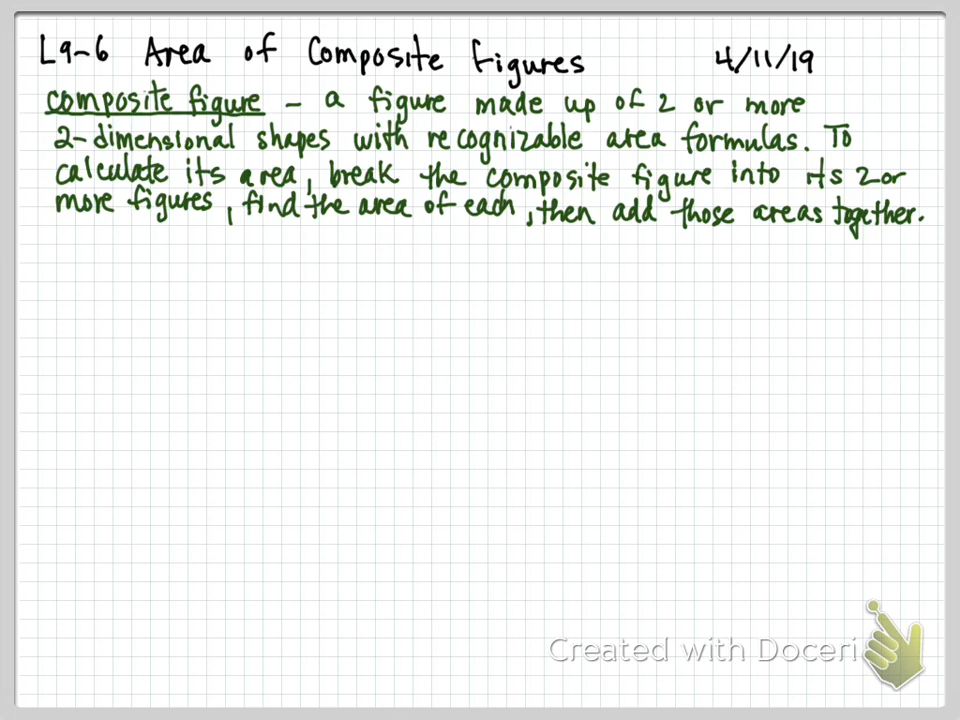 L9-6 Area of Composite Figures 4/11/19
composite figure - a figure made up of 2 or more
2-dimensional shapes with recognizable area formulas. To
calculate its area, break the composite figure into its 2 or
more figures, find the area of each, then add those areas together.
Created with Doceri